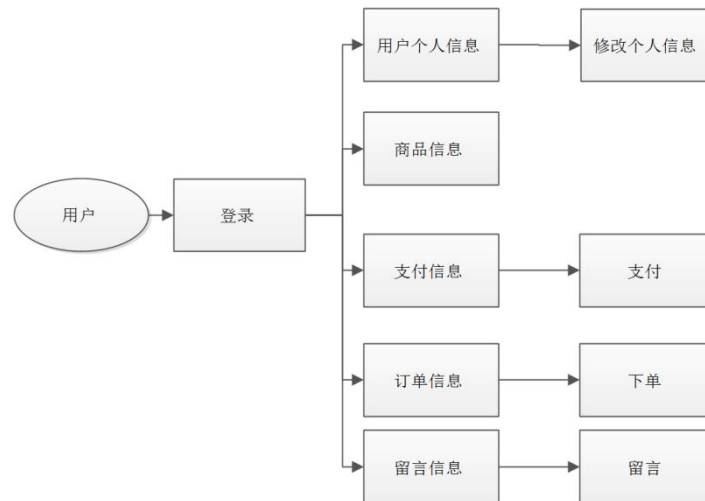 用户个人信息
修改个人信息
商品信息
用户
登录
支付信息
支付
订单信息
下单
留言信息
留言